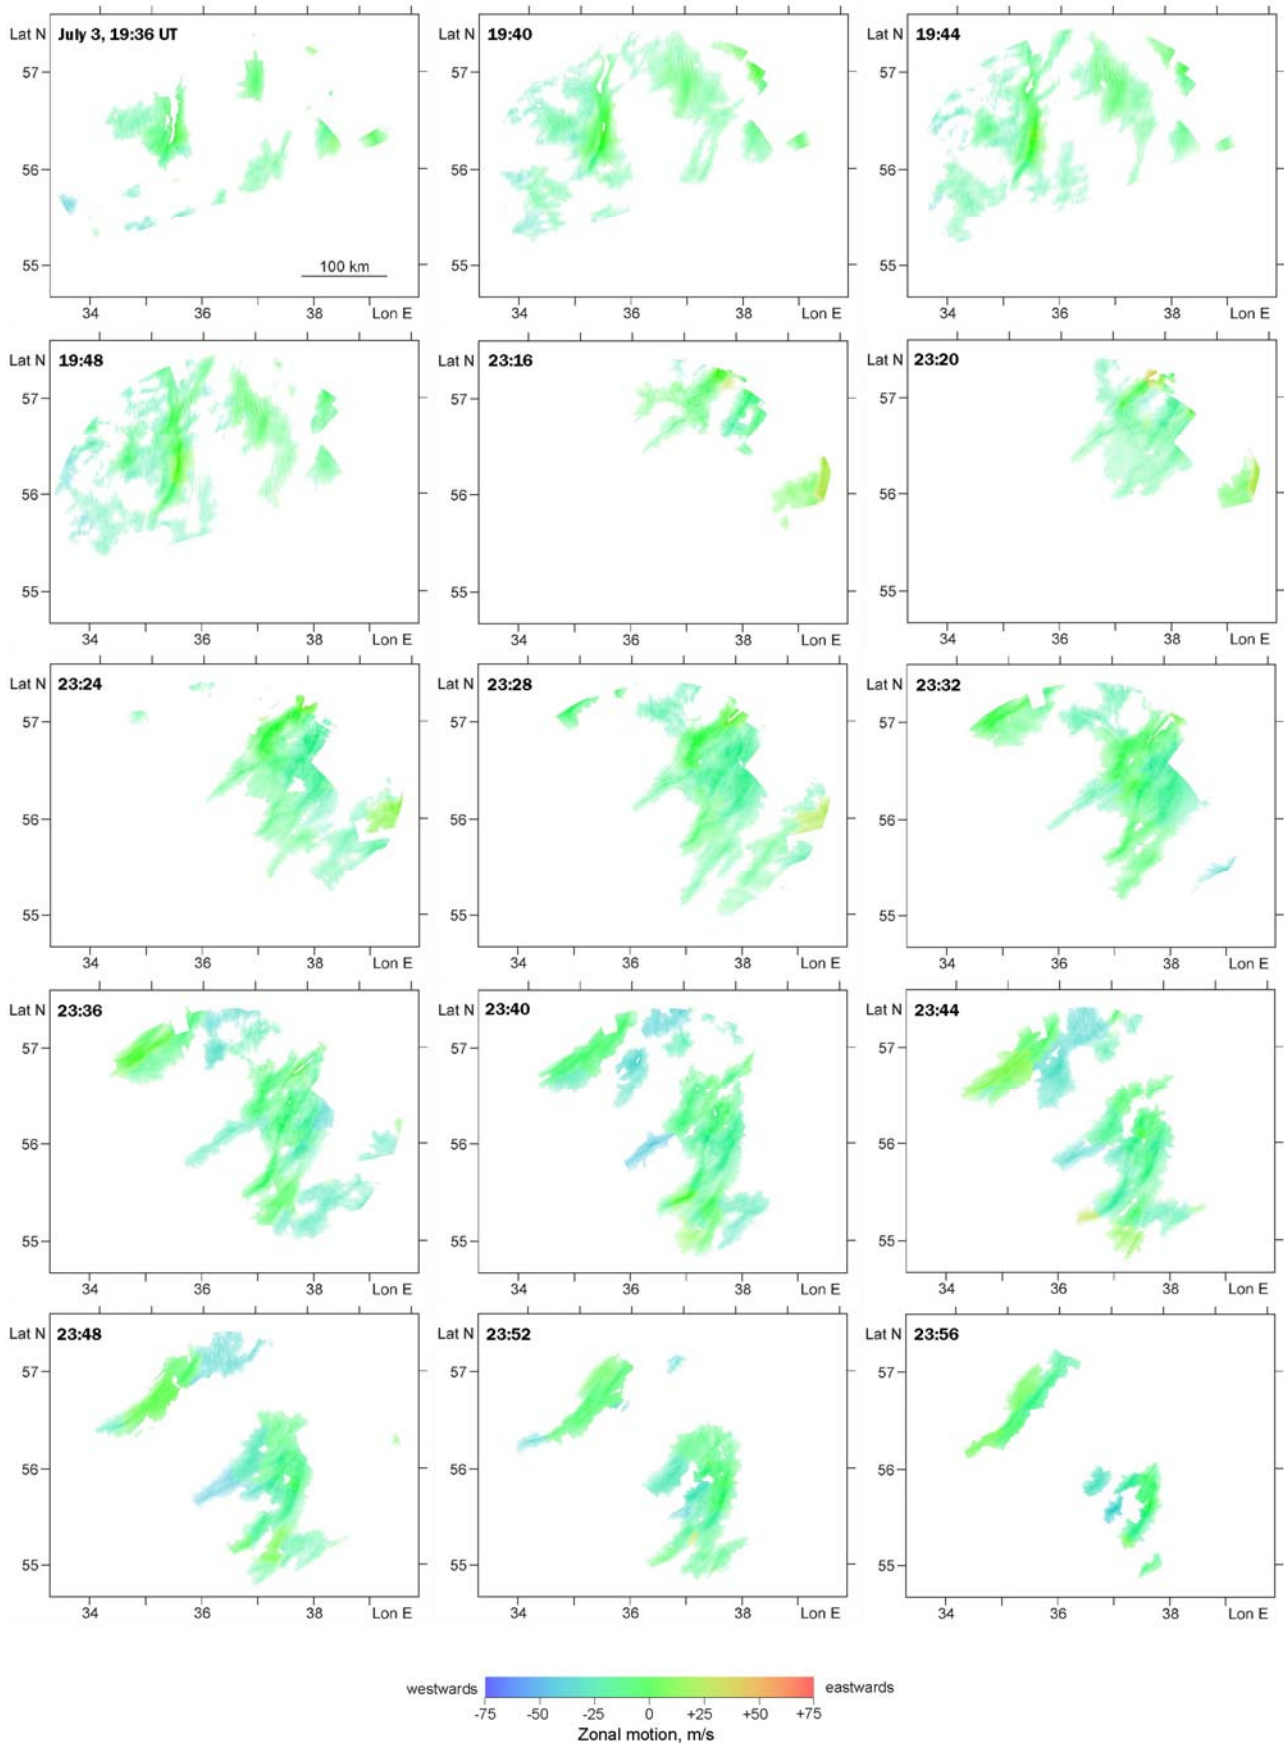 Lat N July 3, 19:36 UT Lat N 19:40 Lat N 19:44
57 57 57
56 56 56
55 100 km 55 55
34 36 38 Lon E 34 36 38 Lon E 34 36 38 Lon E
Lat N 19:48 Lat N 23:16 Lat N 23:20
57 57 57
56 56 56
55 55 55
34 36 38 Lon E 34 36 38 Lon E 34 36 38 Lon E
Lat N 23:24 Lat N 23:28 Lat N 23:32
57 57 57
56 56 56
55 55 55
34 36 38 Lon E 34 36 38 Lon E 34 36 38 Lon E
Lat N 23:36 Lat N 23:40 Lat N 23:44
57 57 57
56 56 56
55 55 55
34 36 38 Lon E 34 36 38 Lon E 34 36 38 Lon E
Lat N 23:48 Lat N 23:52 Lat N 23:56
57 57 57
56 56 56
55 55 55
34 36 38 Lon E 34 36 38 Lon E 34 36 38 Lon E
westwards eastwards
-75 -50 -25 0 +25 +50 +75
Zonal motion, m/s